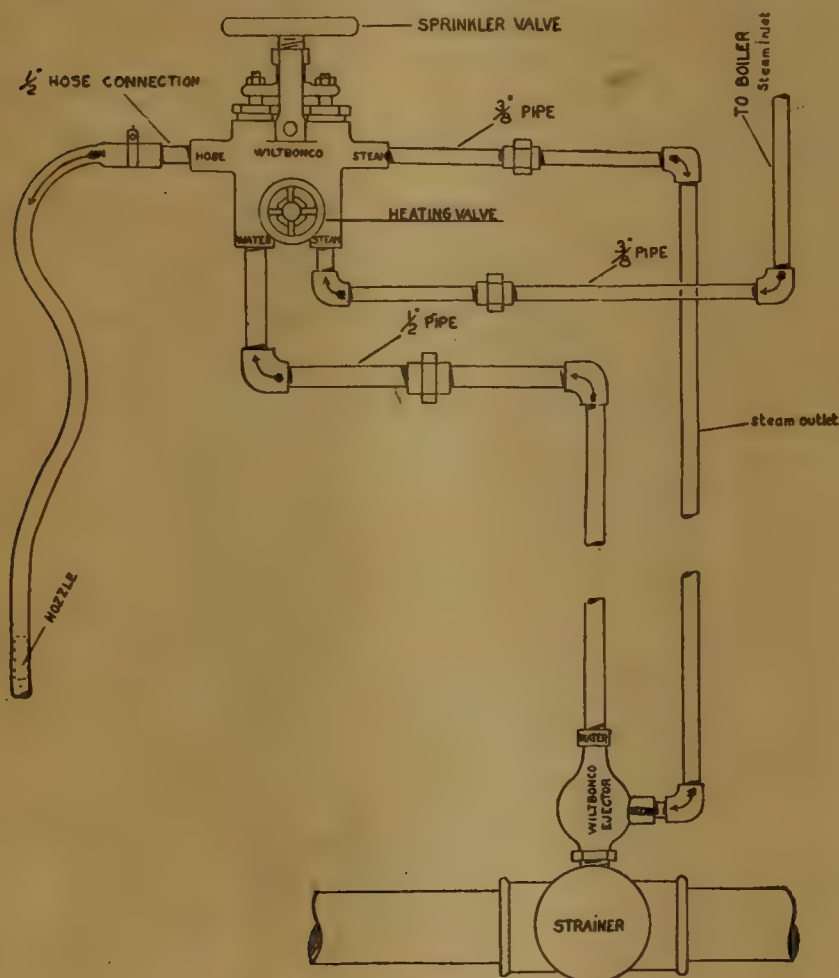 SPRINKLER VALVE
1/2" HOSE CONNECTION
3/8" PIPE
TO BOILER
Steam inlet
HOSE
WILTBONCO
STEAM
HEATING VALVE
WATER
STEAM
3/8" PIPE
1/2" PIPE
steam outlet
NOZZLE
WATER
WILTBONCO
EJECTOR
STRAINER